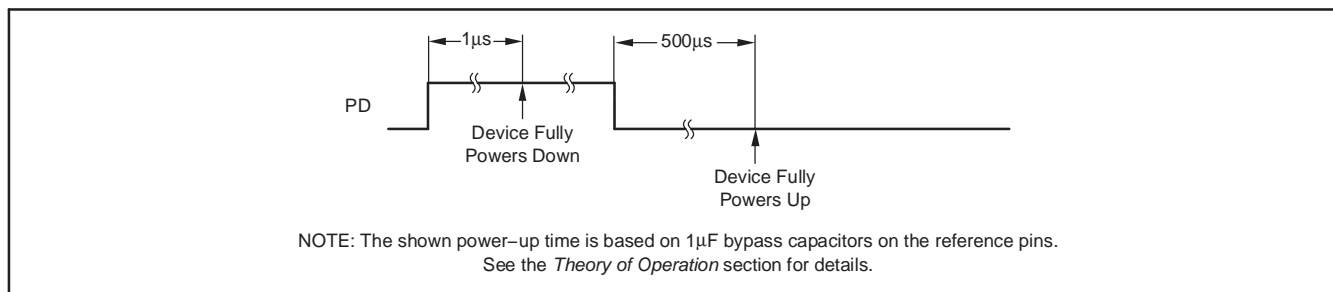 1μs
500μs
PD
Device Fully
Powers Down
Device Fully
Powers Up
NOTE: The shown power–up time is based on 1μF bypass capacitors on the reference pins.
See the Theory of Operation section for details.